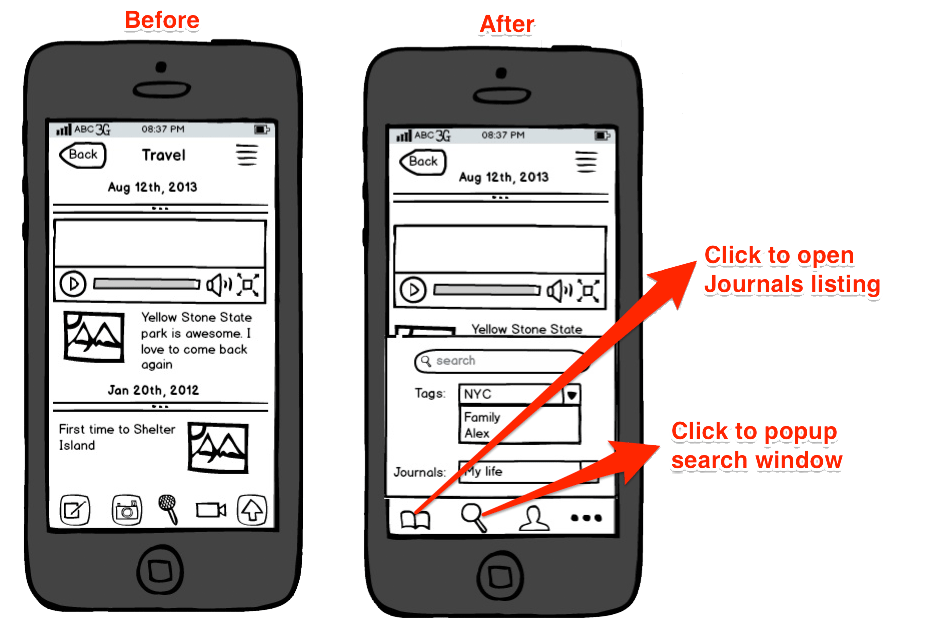 Before
ABC 3G 08:37 PM
Back Travel
Aug 12th, 2013
Yellow Stone State
park is awesome. I
love to come back
again
Jan 20th, 2012
First time to Shelter
Island
After
ABC 3G 08:37 PM
Back
Aug 12th, 2013
Yellow Stone State
search
Tags: NYC
Family
Alex
Journals: My life
Click to open
Journals listing
Click to popup
search window